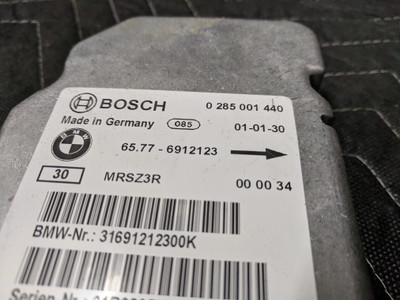 BOSCH 0 285 001 440
Made in Germany 085 01-01-30
BMW 65.77 - 6912123
30 MRSZ3R 00 00 34
BMW-Nr.: 31691212300K